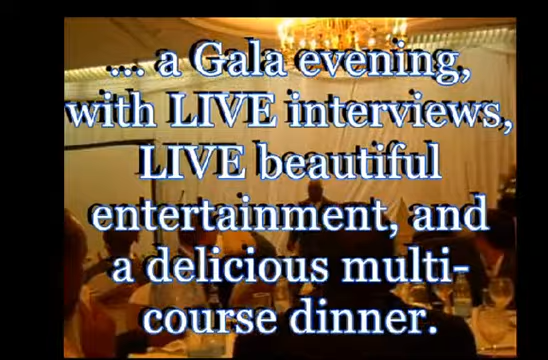 ... a Gala evening,
with LIVE interviews,
LIVE beautiful
entertainment, and
a delicious multi-
course dinner.